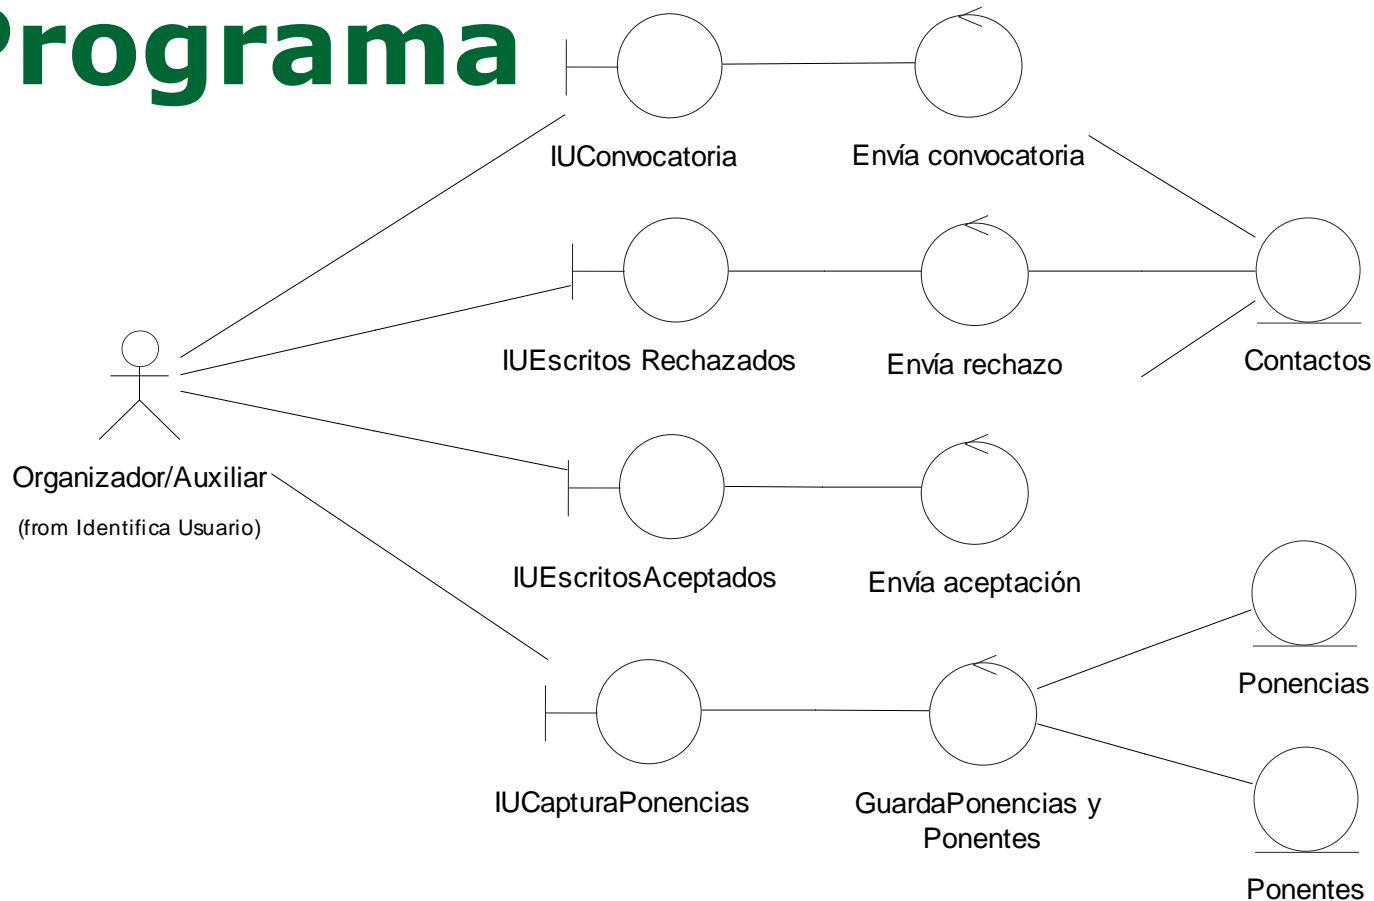 Programa
IUConvocatoria
Envía convocatoria
IUEscritos Rechazados
Envía rechazo
Contactos
Organizador/Auxiliar
(from Identifica Usuario)
IUEscritosAceptados
Envía aceptación
Ponencias
IUCapturaPonencias
GuardaPonencias y
Ponentes
Ponentes